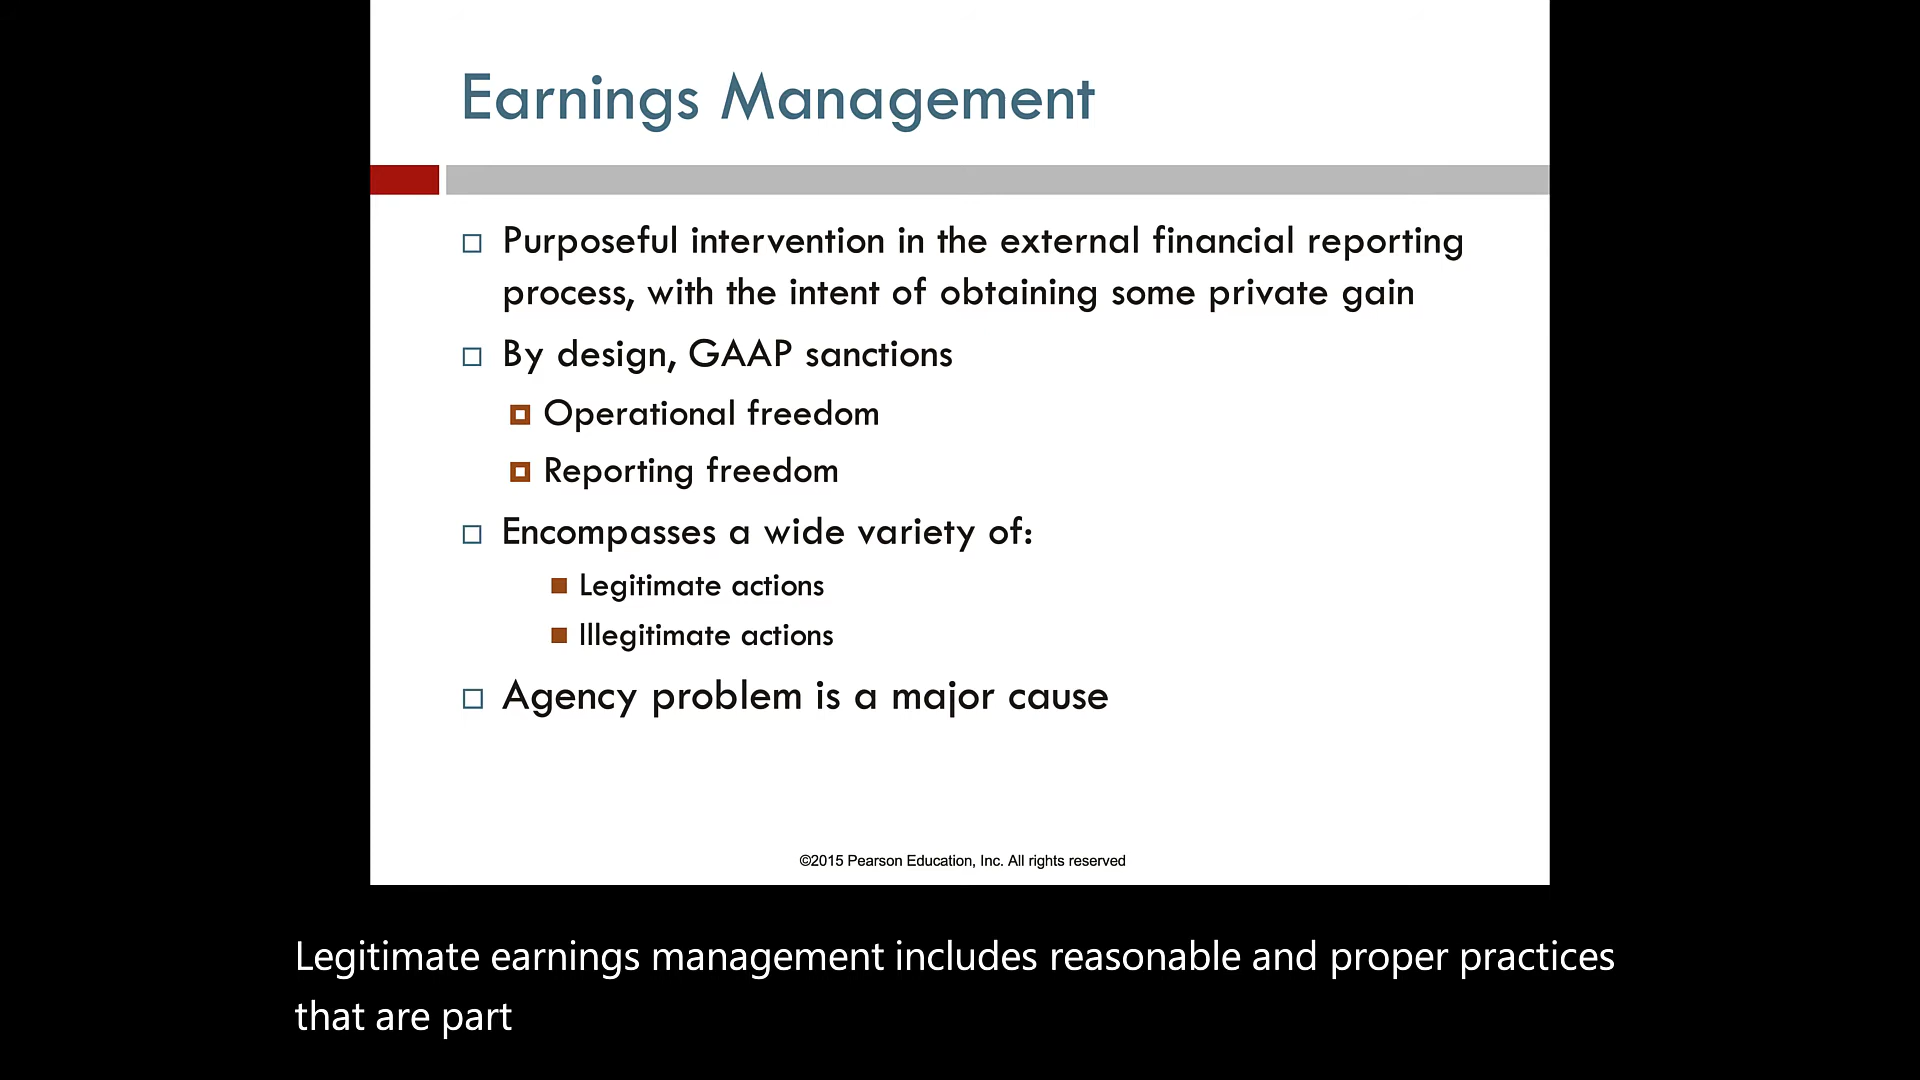 Earnings Management
Purposeful intervention in the external financial reporting
process, with the intent of obtaining some private gain
By design, GAAP sanctions
Operational freedom
Reporting freedom
Encompasses a wide variety of:
Legitimate actions
Illegitimate actions
Agency problem is a major cause
©2015 Pearson Education, Inc. All rights reserved
Legitimate earnings management includes reasonable and proper practices
that are part